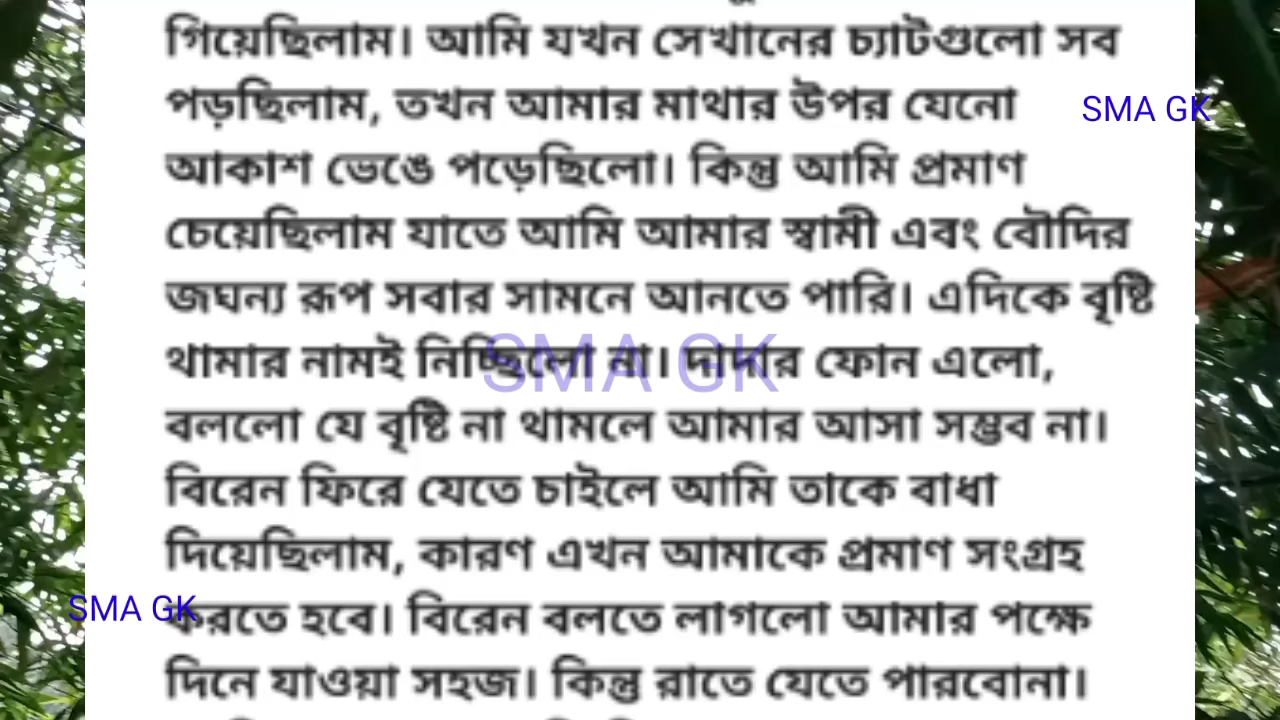 গিয়েছিলাম। আমি যখন সেখানের চ্যাটগুলো সব
পড়ছিলাম, তখন আমার মাথার উপর যেনো
SMA GK
আকাশ ভেঙে পড়েছিলো। কিন্তু আমি প্রমাণ
চেয়েছিলাম যাতে আমি আমার স্বামী এবং বৌদির
জঘন্য রূপ সবার সামনে আনতে পারি। এদিকে বৃষ্টি
থামার নামই নিচ্ছিলো না। দাদার ফোন এলো,
SMA GK
বললো যে বৃষ্টি না থামলে আমার আসা সম্ভব না।
বিরেন ফিরে যেতে চাইলে আমি তাকে বাধা
দিয়েছিলাম, কারণ এখন আমাকে প্রমাণ সংগ্রহ
SMA GK
করতে হবে। বিরেন বলতে লাগলো আমার পক্ষে
দিনে যাওয়া সহজ। কিন্তু রাতে যেতে পারবোনা।